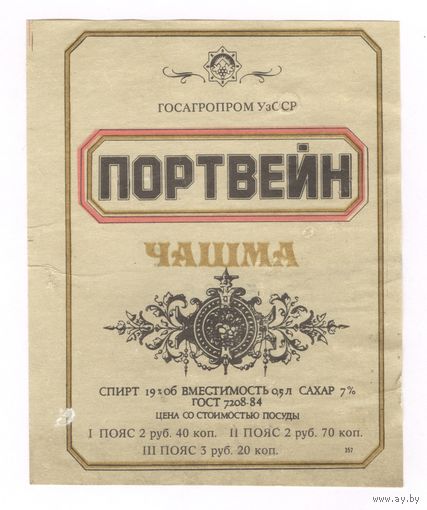 ГОСАГРОПРОМ УзССР
ПОРТВЕЙН
ЧАШМА
СПИРТ 19% об ВМЕСТИМОСТЬ 0,5 л САХАР 7%
ГОСТ 7208-84
ЦЕНА СО СТОИМОСТЬЮ ПОСУДЫ
I ПОЯС 2 руб. 40 коп. II ПОЯС 2 руб. 70 коп.
III ПОЯС 3 руб. 20 коп. 357
www.ay.by